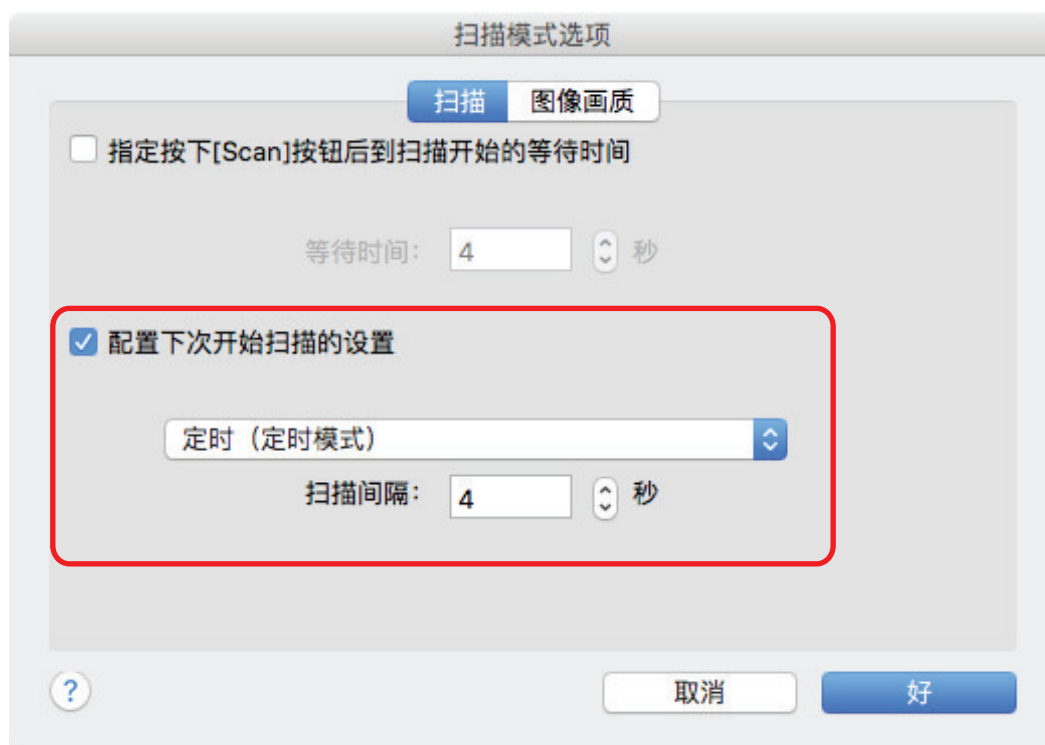 扫描模式选项
扫描 图像画质
指定按下[Scan]按钮后到扫描开始的等待时间
等待时间： 4 秒
配置下次开始扫描的设置
定时（定时模式）
扫描间隔： 4 秒
? 取消 好